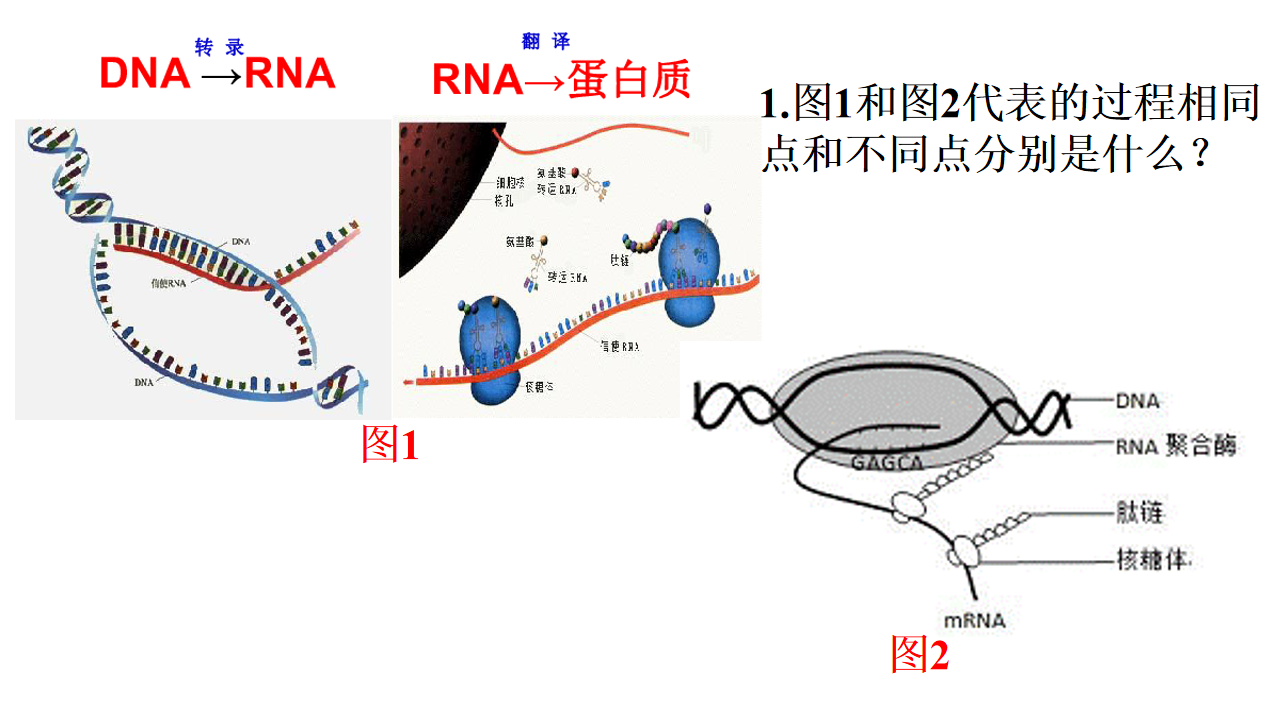 转 录
DNA →RNA
翻 译
RNA→蛋白质
1.图1和图2代表的过程相同
点和不同点分别是什么？
DNA
信使RNA
DNA
图1
细胞核
核孔
氨基酸
转运RNA
氨基酸
转运RNA
肽链
信使RNA
核糖体
DNA
RNA 聚合酶
GAGCA
肽链
核糖体
mRNA
图2